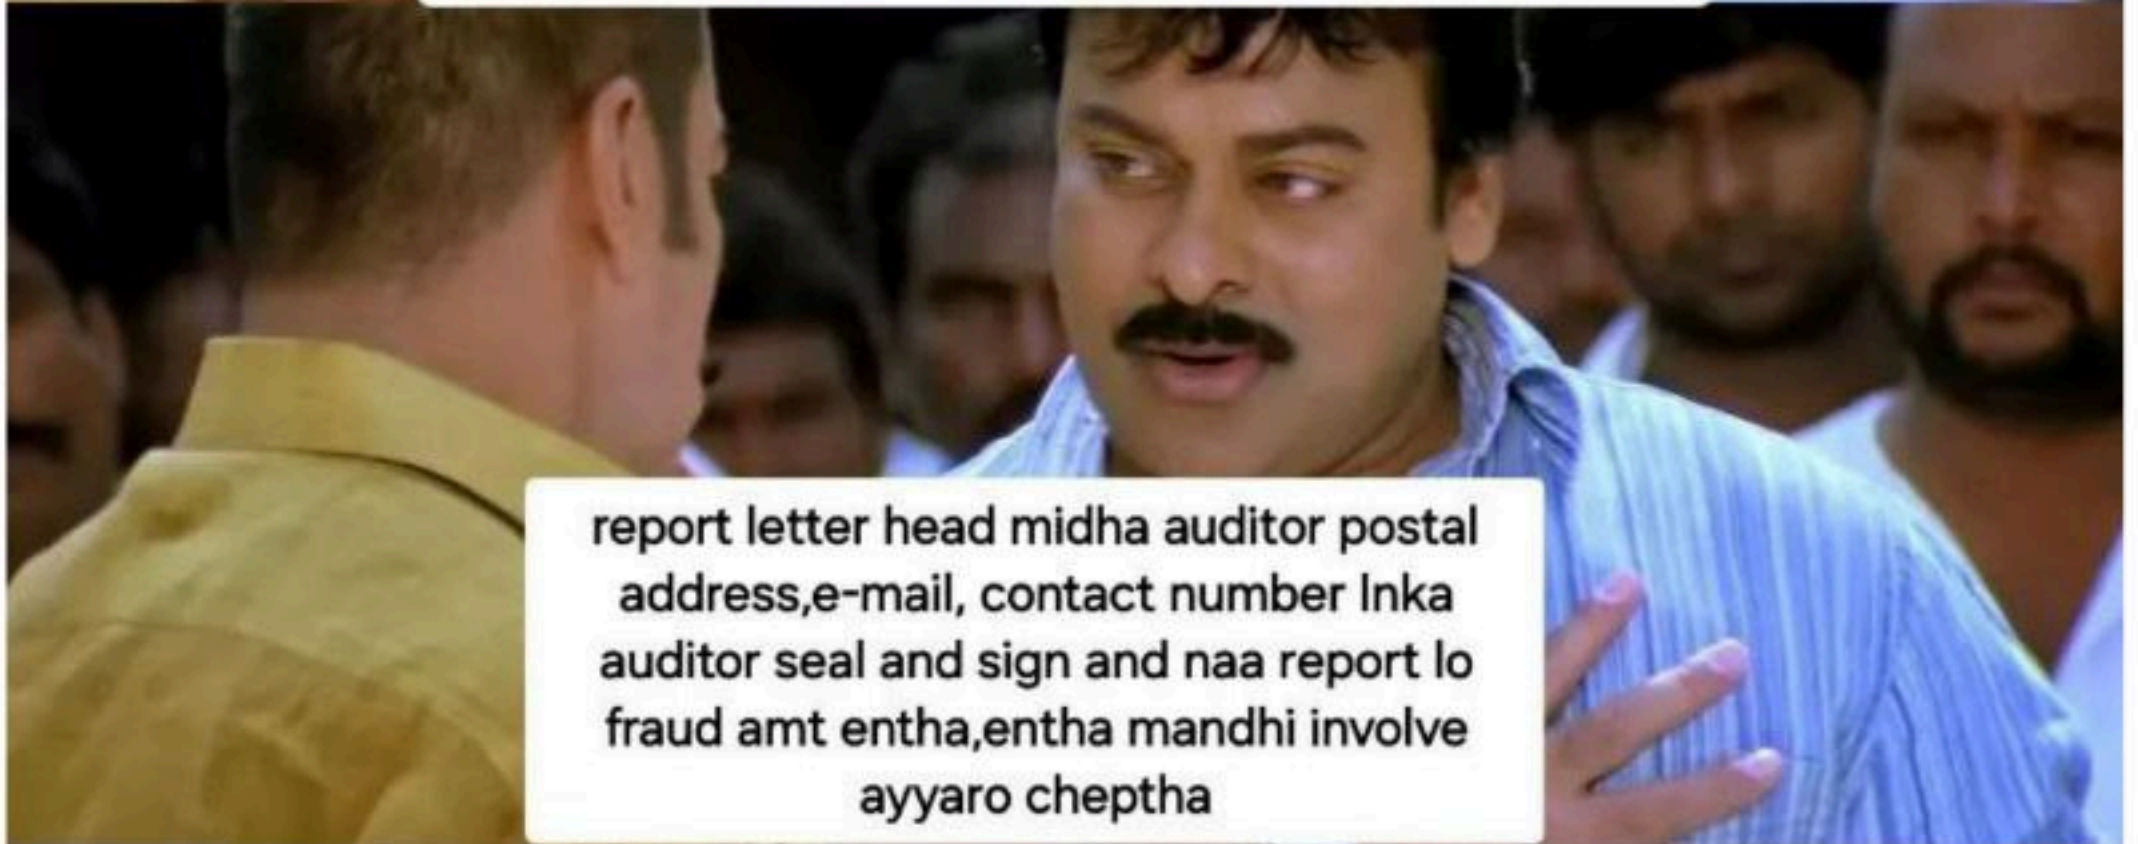 report letter head midha auditor postal
address,e-mail, contact number Inka
auditor seal and sign and naa report lo
fraud amt entha,entha mandhi involve
ayyaro cheptha